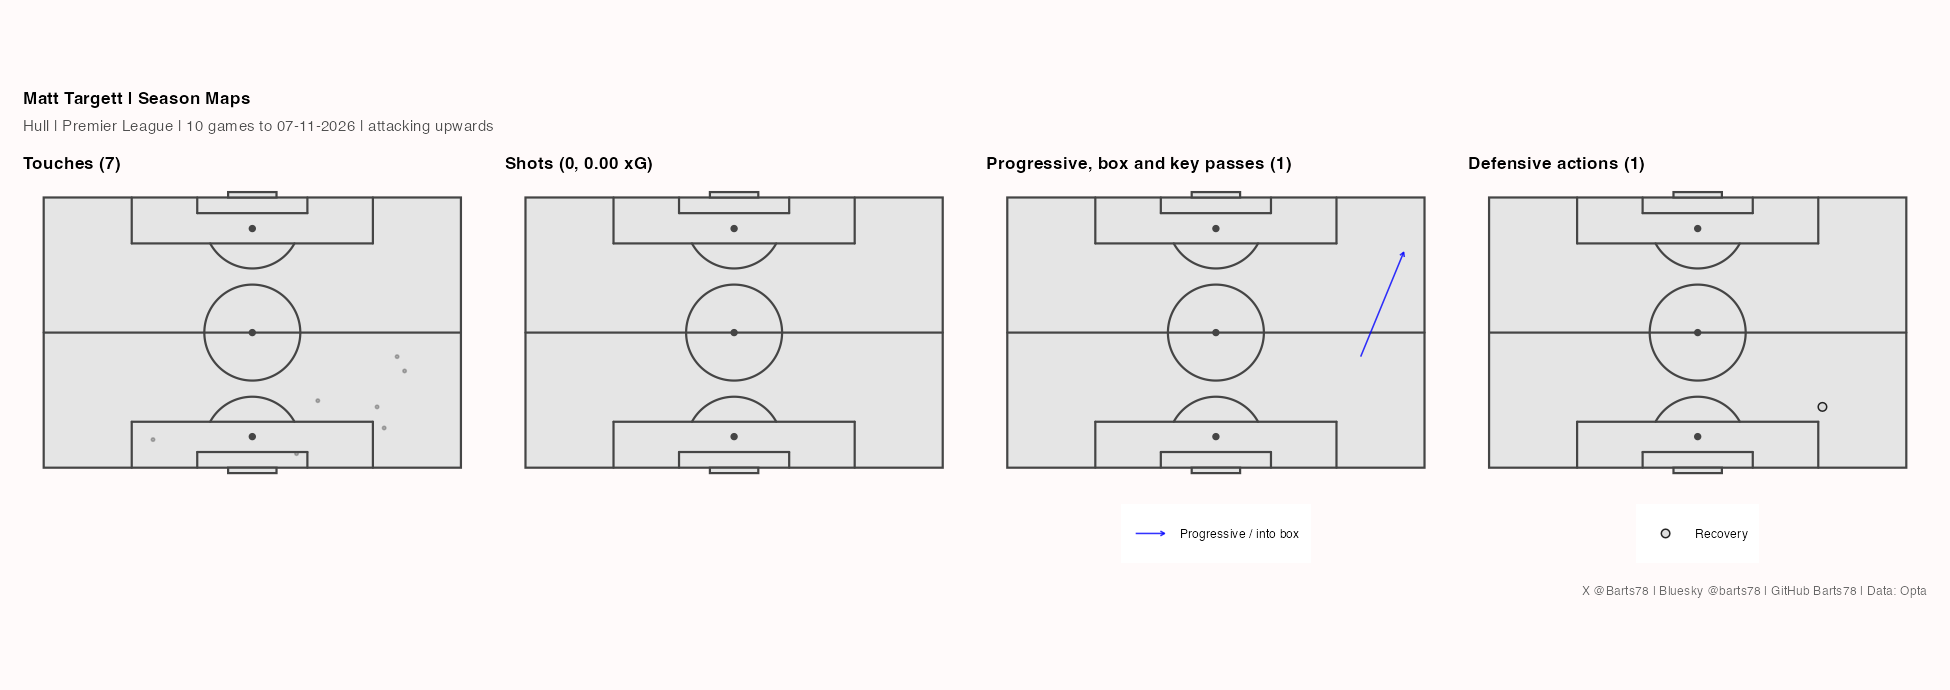 Matt Targett | Season Maps
Hull | Premier League | 10 games to 07-11-2026 | attacking upwards
Touches (7)
Shots (0, 0.00 xG)
Progressive, box and key passes (1)
Defensive actions (1)
Progressive / into box
Recovery
X @Barts78 | Bluesky @barts78 | GitHub Barts78 | Data: Opta